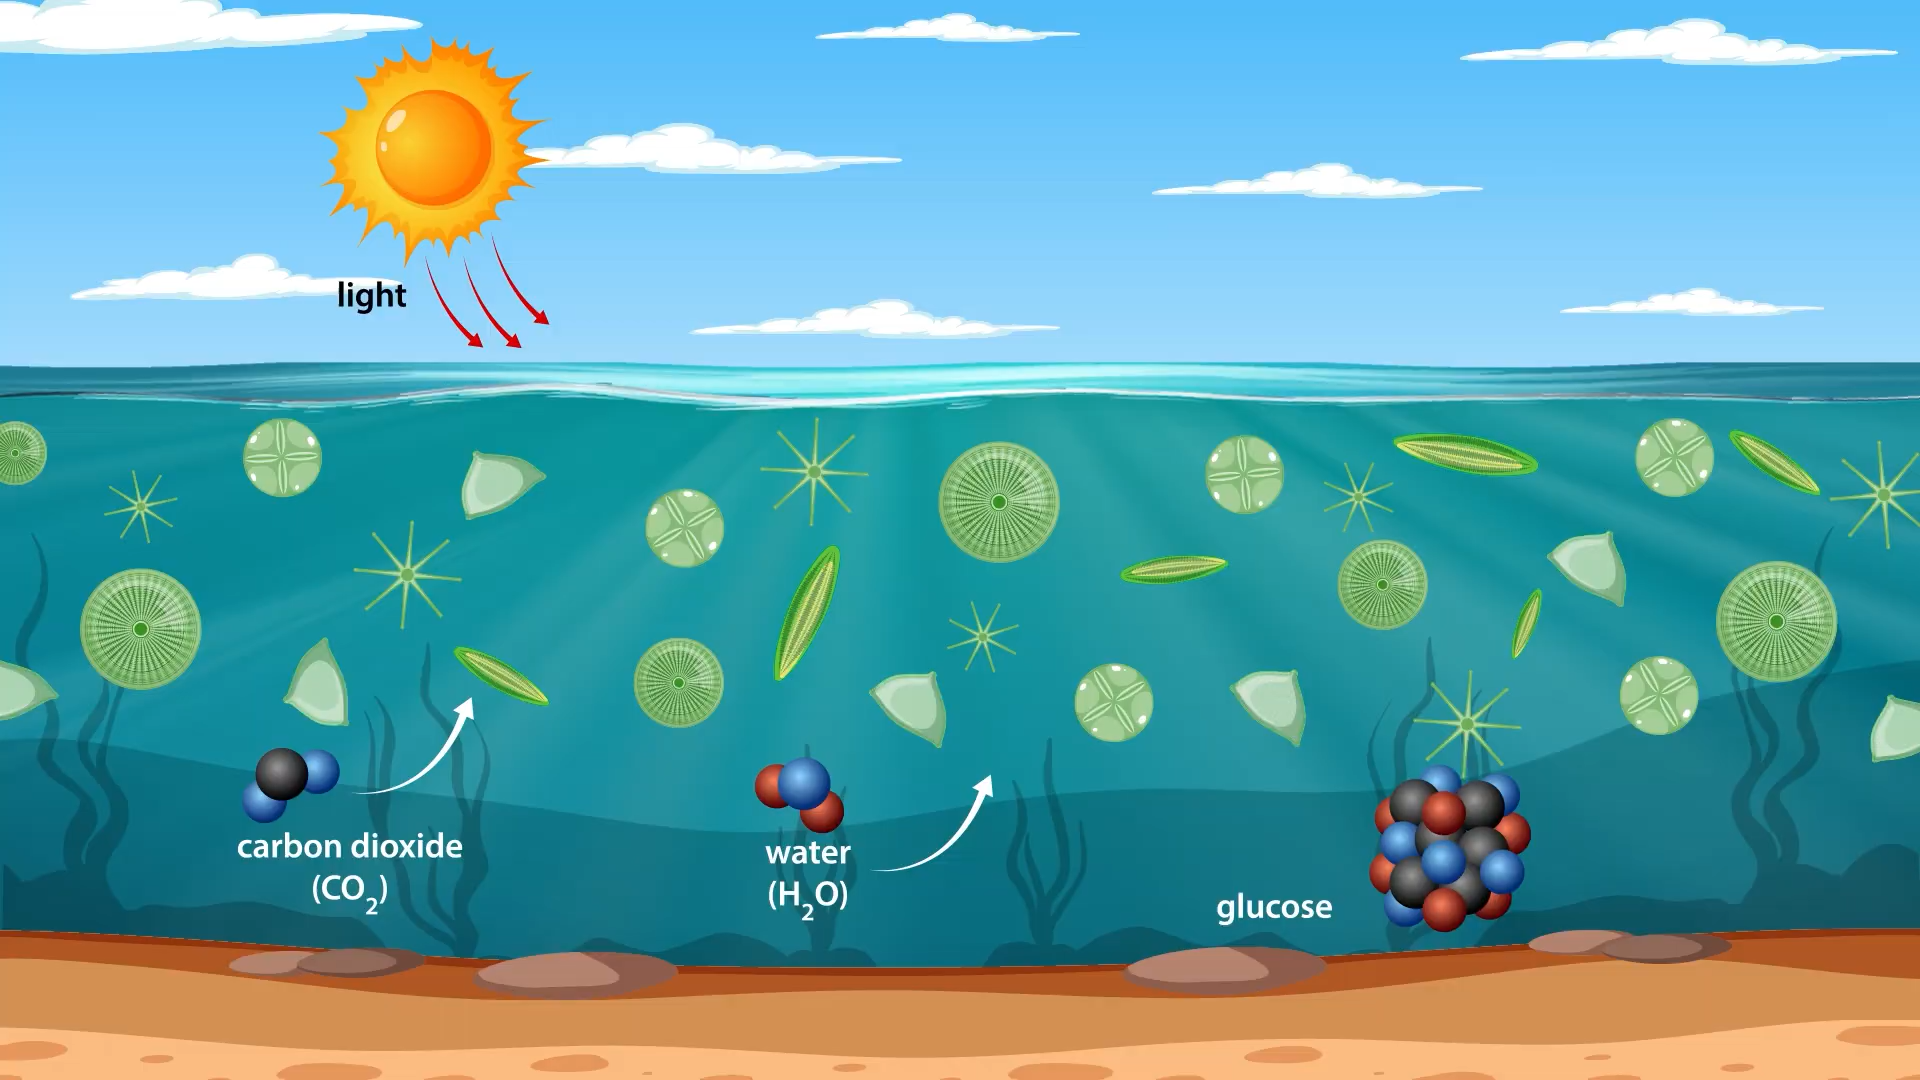 light
carbon dioxide
(CO₂)
water
(H₂O)
glucose